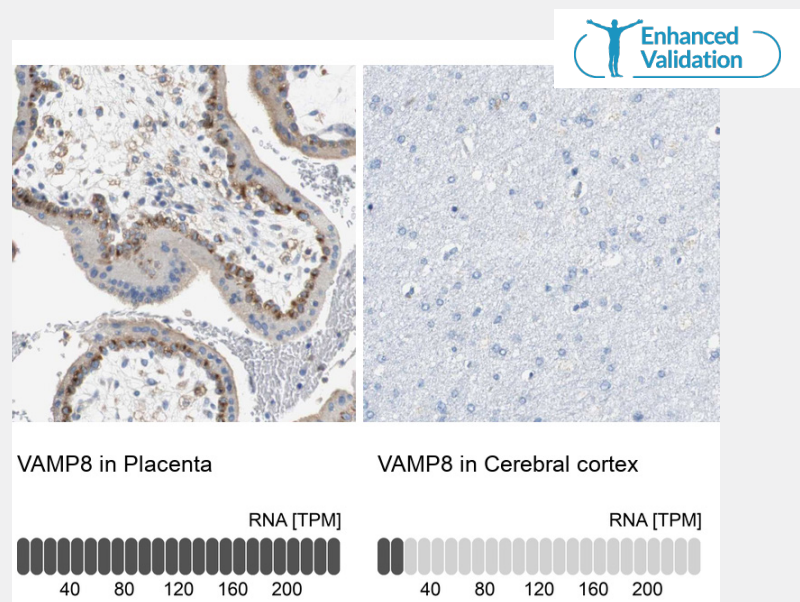 Enhanced
Validation
VAMP8 in Placenta
VAMP8 in Cerebral cortex
RNA [TPM]
RNA [TPM]
40 80 120 160 200
40 80 120 160 200